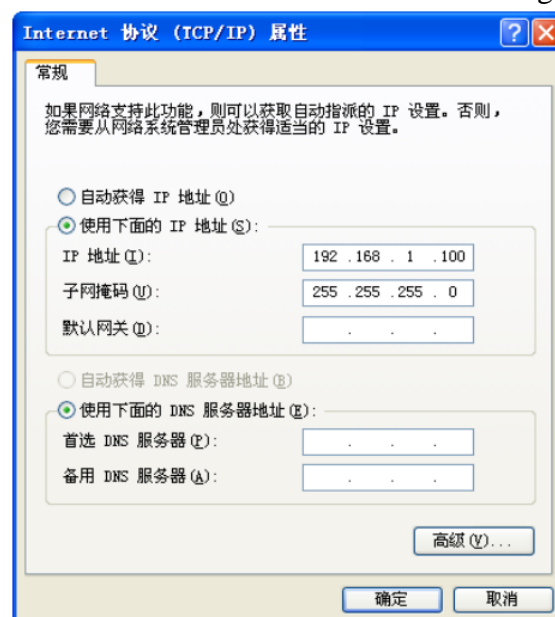 Internet 协议 (TCP/IP) 属性
常规
如果网络支持此功能，则可以获取自动指派的 IP 设置。否则，
您需要从网络系统管理员处获得适当的 IP 设置。
自动获得 IP 地址(O)
使用下面的 IP 地址(S):
IP 地址(I): 192 .168 . 1 .100
子网掩码(U): 255 .255 .255 . 0
默认网关(D): . . .
自动获得 DNS 服务器地址(B)
使用下面的 DNS 服务器地址(E):
首选 DNS 服务器(P): . . .
备用 DNS 服务器(A): . . .
高级(V)...
确定 取消